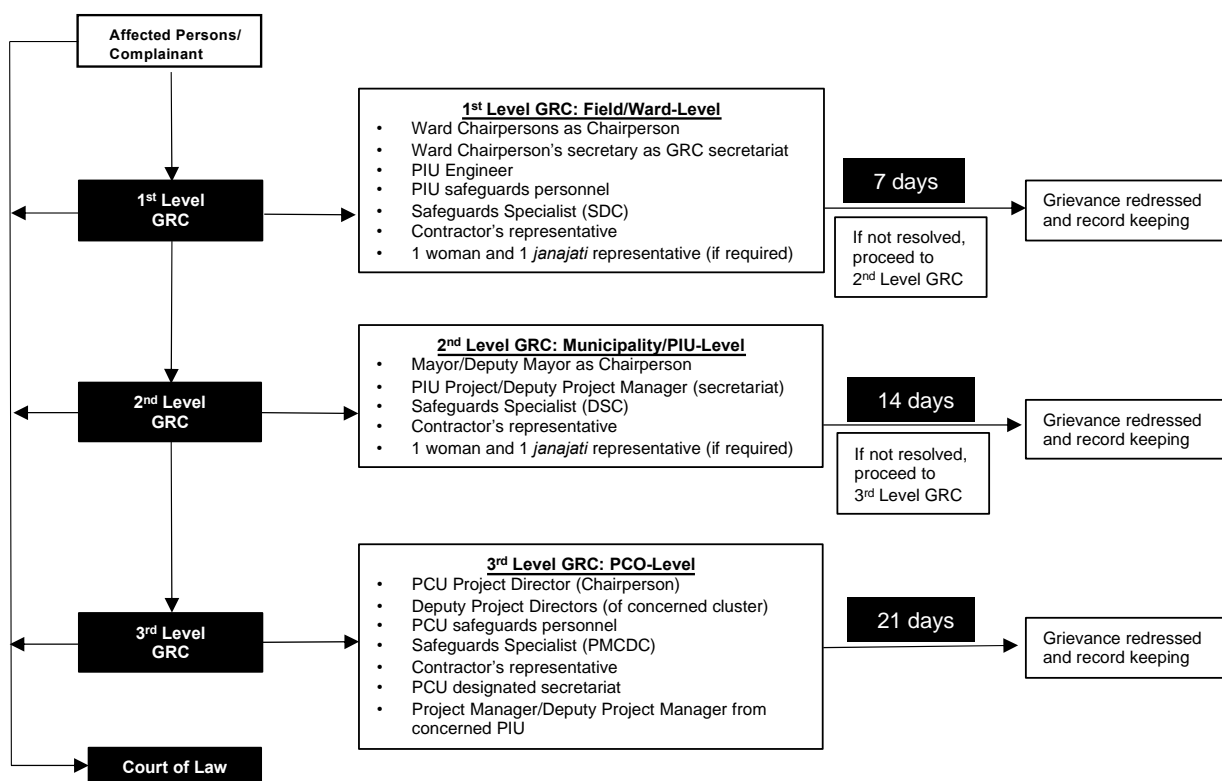 Affected Persons/
Complainant
1st Level GRC: Field/Ward-Level
• Ward Chairpersons as Chairperson
• Ward Chairperson's secretary as GRC secretariat
• PIU Engineer
• PIU safeguards personnel
• Safeguards Specialist (SDC)
• Contractor's representative
• 1 woman and 1 janajati representative (if required)
1st Level
GRC
7 days
If not resolved,
proceed to
2nd Level GRC
Grievance redressed
and record keeping
2nd Level GRC: Municipality/PIU-Level
• Mayor/Deputy Mayor as Chairperson
• PIU Project/Deputy Project Manager (secretariat)
• Safeguards Specialist (DSC)
• Contractor's representative
• 1 woman and 1 janajati representative (if required)
2nd Level
GRC
14 days
If not resolved,
proceed to
3rd Level GRC
Grievance redressed
and record keeping
3rd Level GRC: PCO-Level
• PCU Project Director (Chairperson)
• Deputy Project Directors (of concerned cluster)
• PCU safeguards personnel
• Safeguards Specialist (PMCDC)
• Contractor's representative
• PCU designated secretariat
• Project Manager/Deputy Project Manager from
concerned PIU
3rd Level
GRC
21 days
Grievance redressed
and record keeping
Court of Law